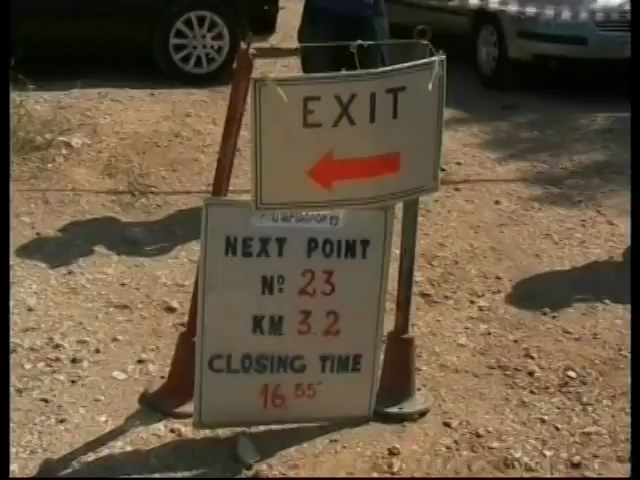 EXIT
NEXT POINT
Nº 23
KM 3.2
CLOSING TIME
16.55'